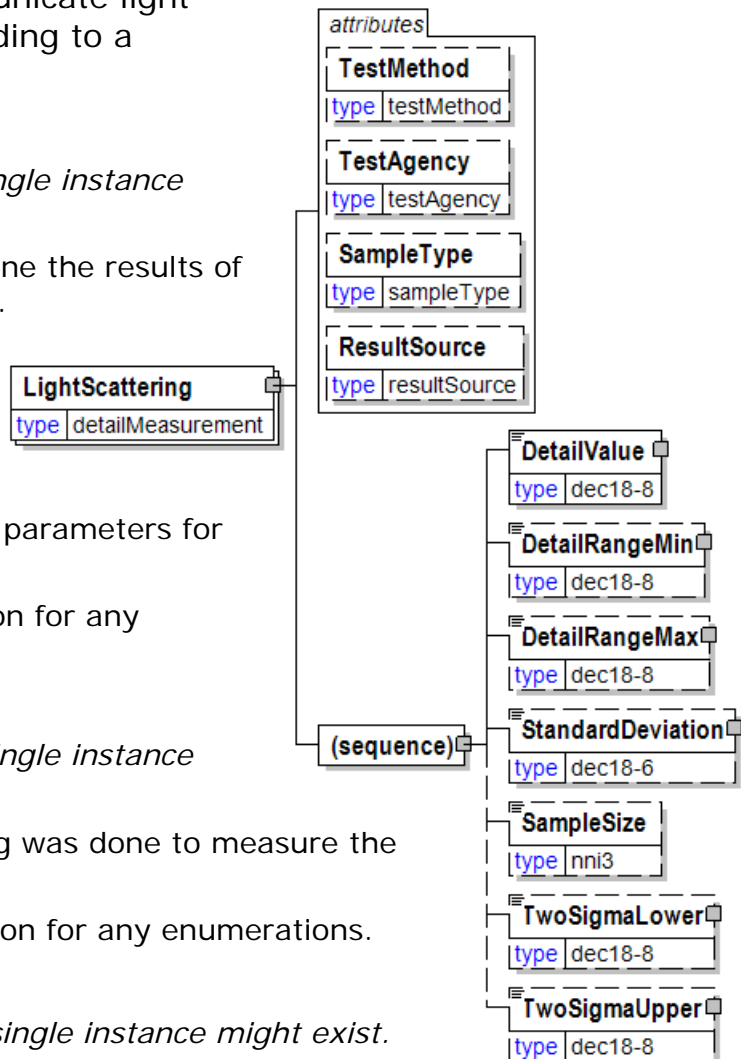 unicate light
ding to a
ngle instance
ne the results of
.
parameters for
on for any
ingle instance
g was done to measure the
on for any enumerations.
single instance might exist.
LightScattering
type detailMeasurement
attributes
TestMethod
type testMethod
TestAgency
type testAgency
SampleType
type sampleType
ResultSource
type resultSource
(sequence)
DetailValue
type dec18-8
DetailRangeMin
type dec18-8
DetailRangeMax
type dec18-8
StandardDeviation
type dec18-6
SampleSize
type nni3
TwoSigmaLower
type dec18-8
TwoSigmaUpper
type dec18-8